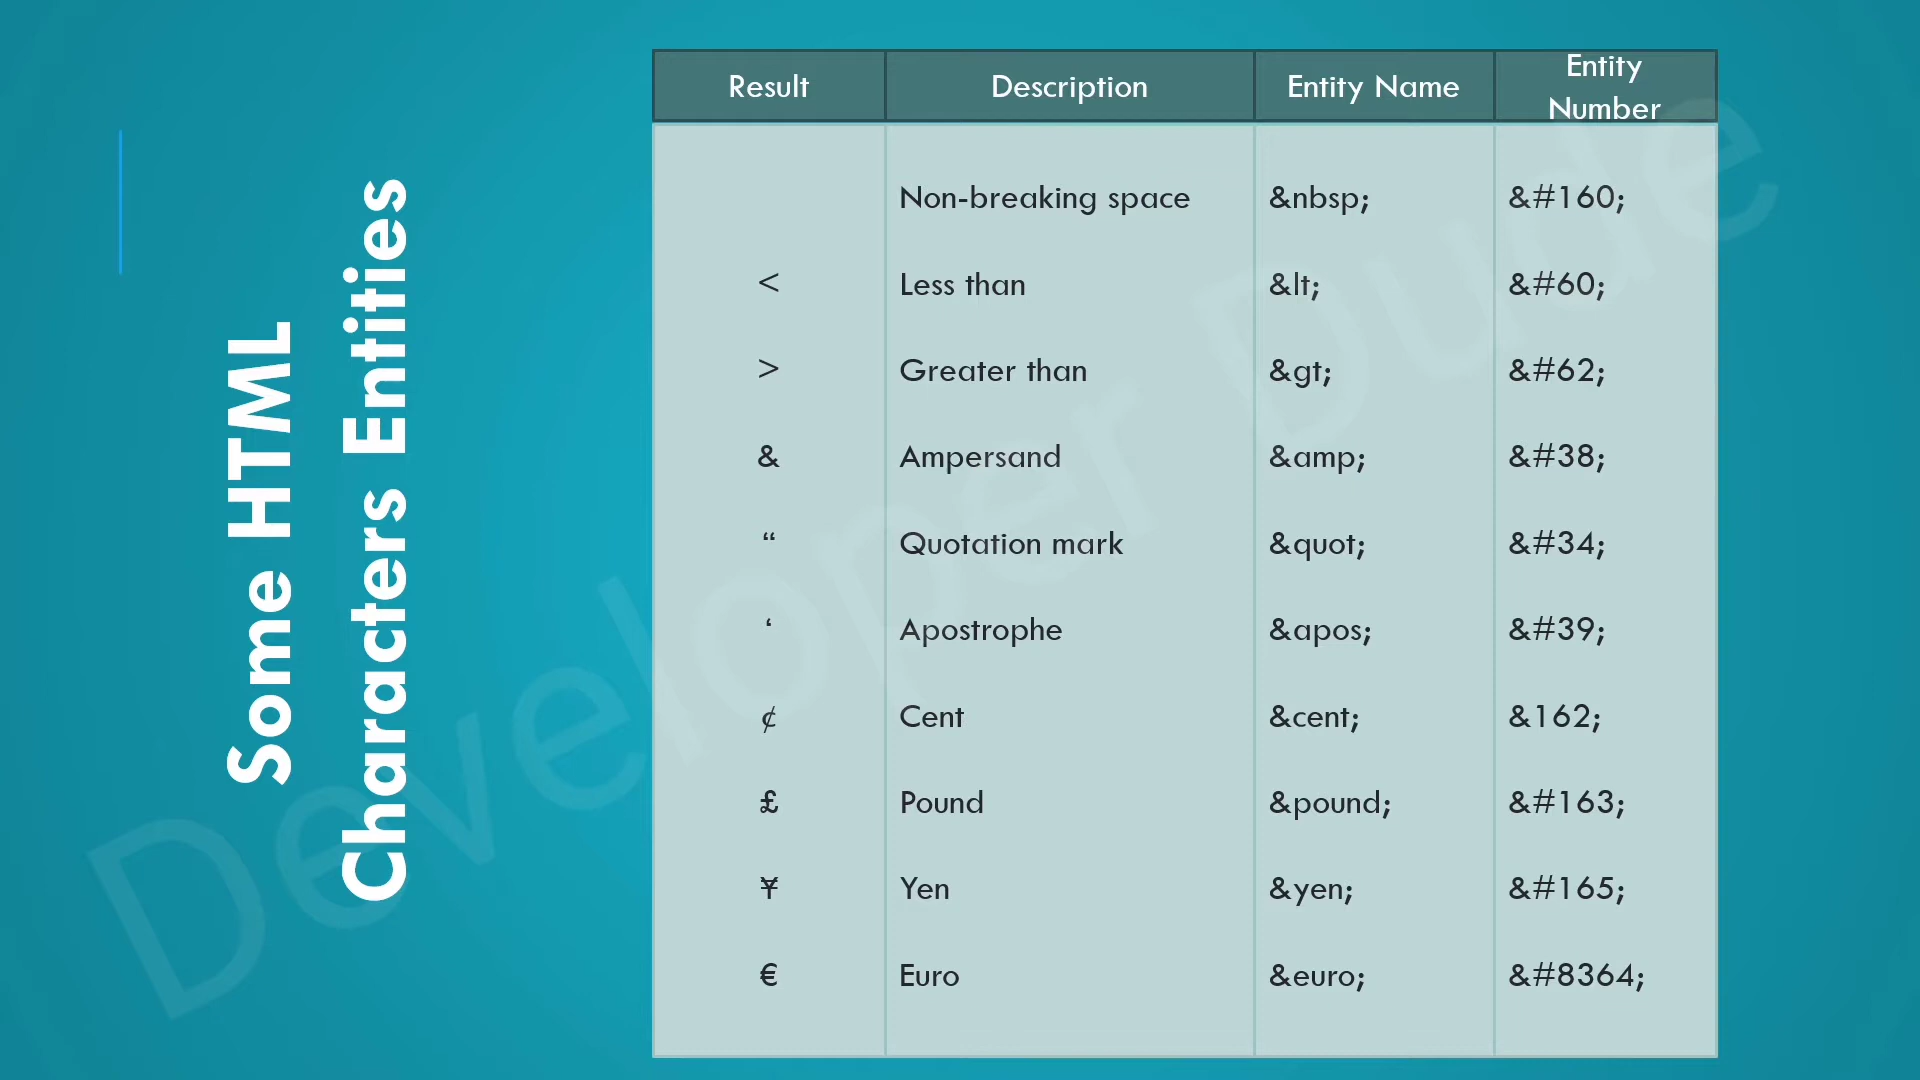 Some HTML
Characters Entities
Result Description Entity Name Entity Number
Non-breaking space &nbsp; &#160;
< Less than &lt; &#60;
> Greater than &gt; &#62;
& Ampersand &amp; &#38;
“ Quotation mark &quot; &#34;
‘ Apostrophe &apos; &#39;
¢ Cent &cent; &162;
£ Pound &pound; &#163;
¥ Yen &yen; &#165;
€ Euro &euro; &#8364;
Developer Dude